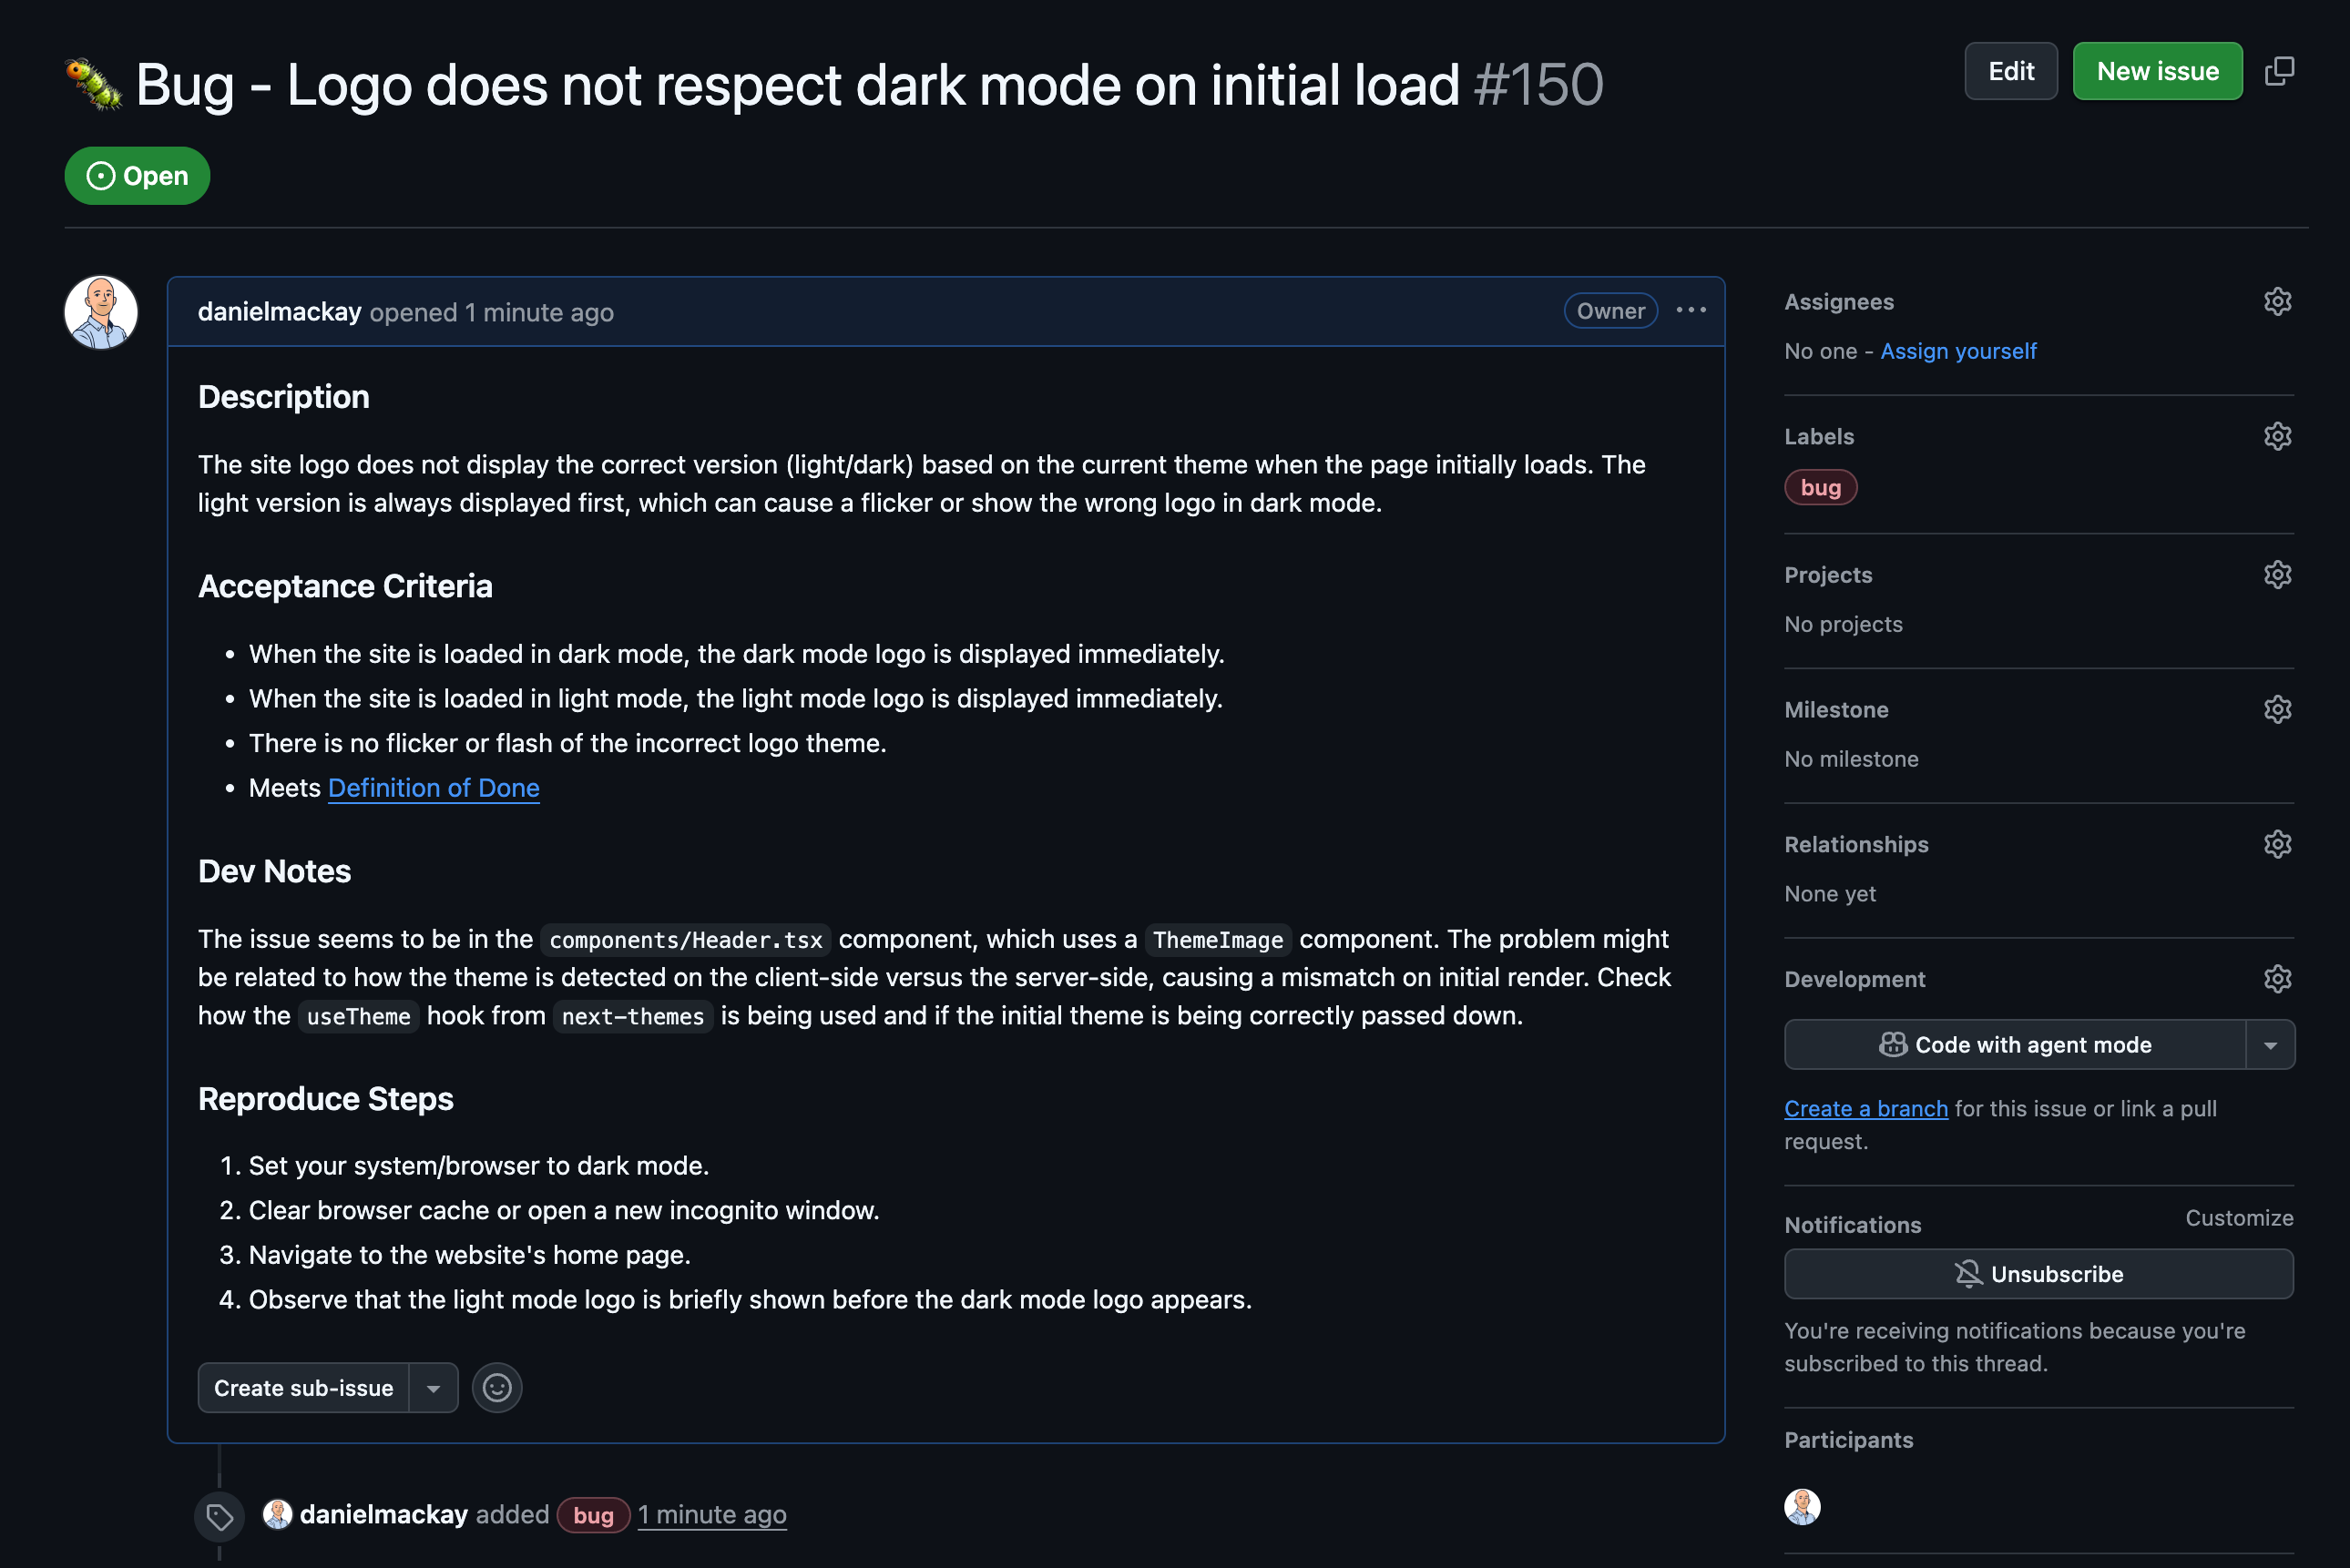 🐛 Bug - Logo does not respect dark mode on initial load #150
Edit
New issue
Open
danielmackay opened 1 minute ago
Owner
Description
The site logo does not display the correct version (light/dark) based on the current theme when the page initially loads. The
light version is always displayed first, which can cause a flicker or show the wrong logo in dark mode.
Acceptance Criteria
• When the site is loaded in dark mode, the dark mode logo is displayed immediately.
• When the site is loaded in light mode, the light mode logo is displayed immediately.
• There is no flicker or flash of the incorrect logo theme.
• Meets Definition of Done
Dev Notes
The issue seems to be in the components/Header.tsx component, which uses a ThemeImage component. The problem might
be related to how the theme is detected on the client-side versus the server-side, causing a mismatch on initial render. Check
how the useTheme hook from next-themes is being used and if the initial theme is being correctly passed down.
Reproduce Steps
1. Set your system/browser to dark mode.
2. Clear browser cache or open a new incognito window.
3. Navigate to the website's home page.
4. Observe that the light mode logo is briefly shown before the dark mode logo appears.
Create sub-issue
danielmackay added bug 1 minute ago
Assignees
No one - Assign yourself
Labels
bug
Projects
No projects
Milestone
No milestone
Relationships
None yet
Development
Code with agent mode
Create a branch for this issue or link a pull
request.
Notifications
Customize
Unsubscribe
You're receiving notifications because you're
subscribed to this thread.
Participants